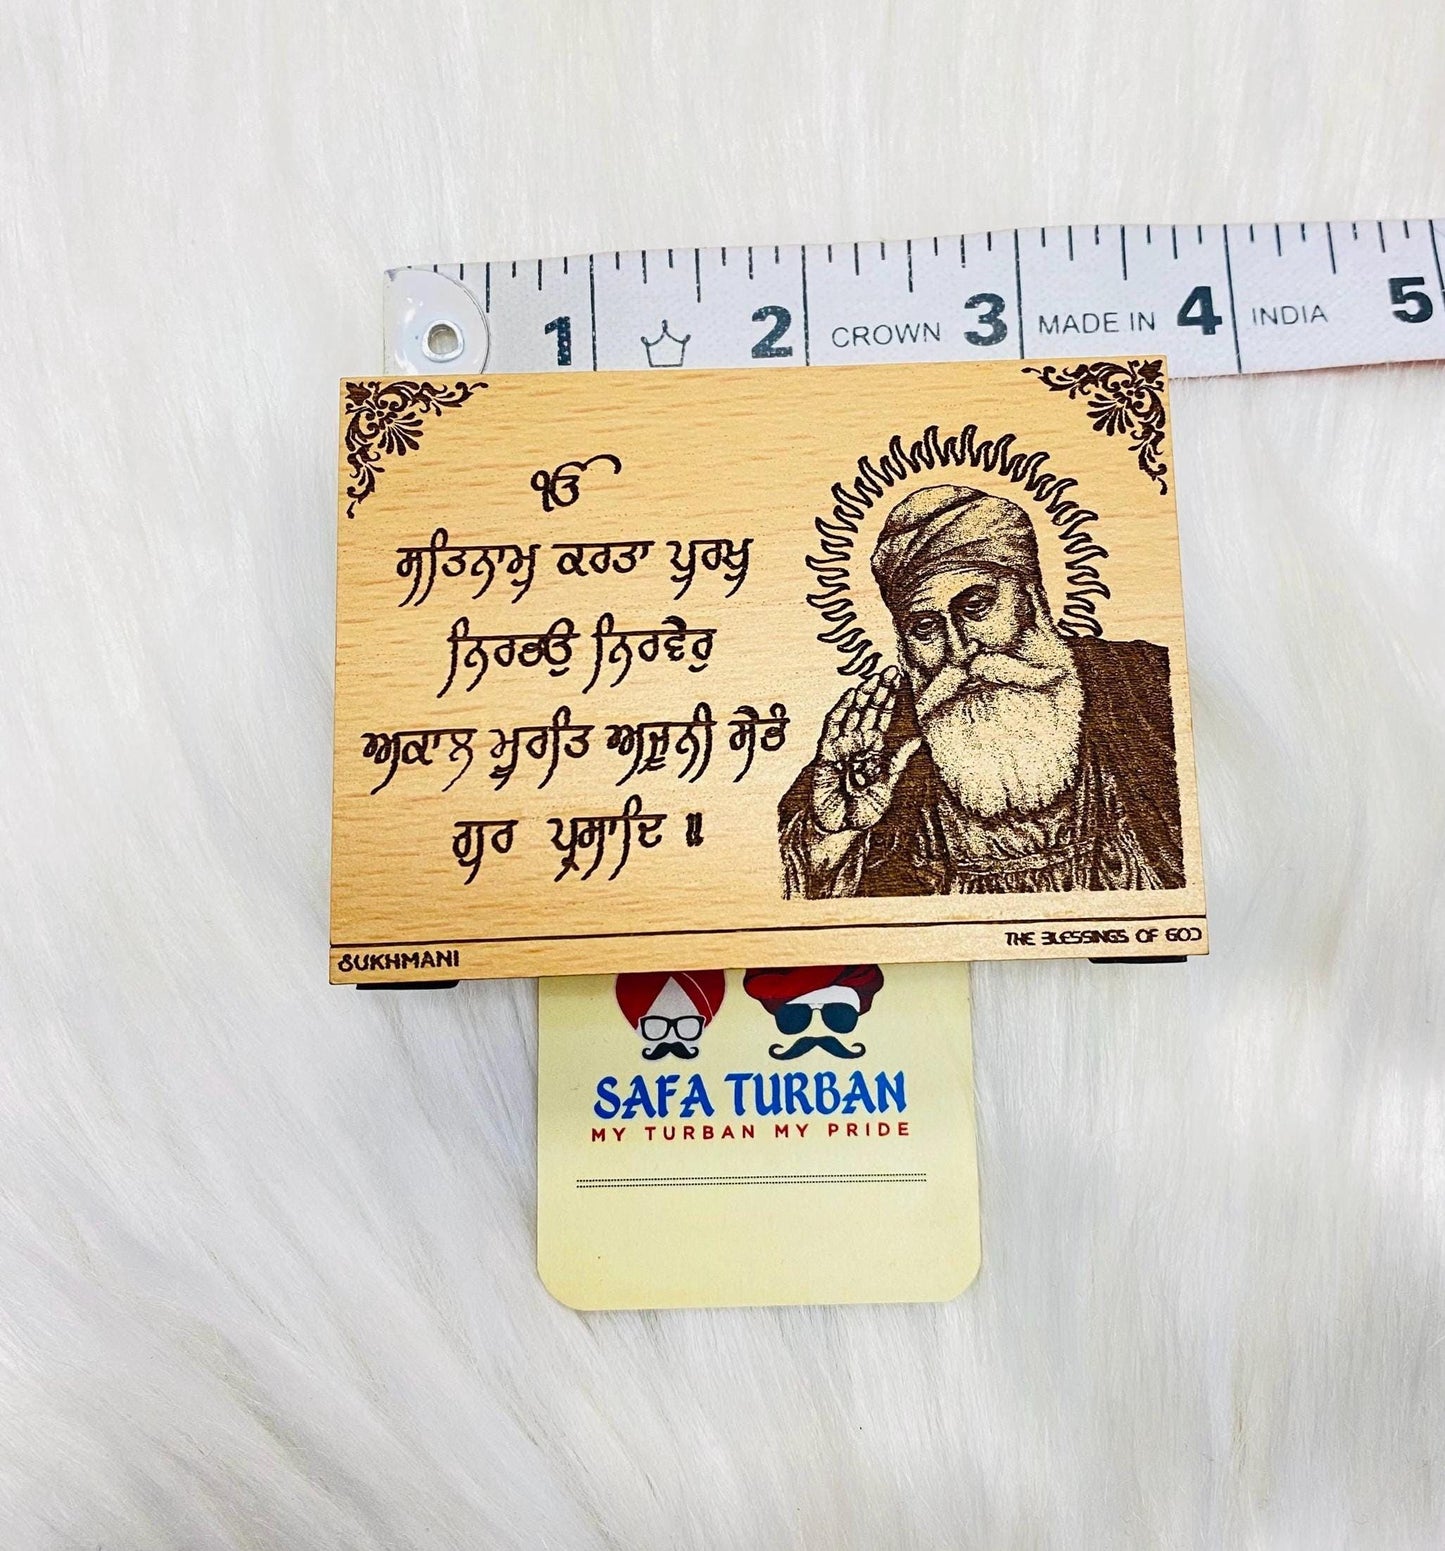 1 2 CROWN 3 MADE IN 4 INDIA 5
ੴ
ਸਤਿਨਾਮੁ ਕਰਤਾ ਪੁਰਖੁ
ਨਿਰਭਉ ਨਿਰਵੈਰੁ
ਅਕਾਲ ਮੂਰਤਿ ਅਜੂਨੀ ਸੈਭੰ
ਗੁਰ ਪ੍ਰਸਾਦਿ ॥
SUKHMANI
THE BLESSINGS OF GOD
SAFA TURBAN
MY TURBAN MY PRIDE